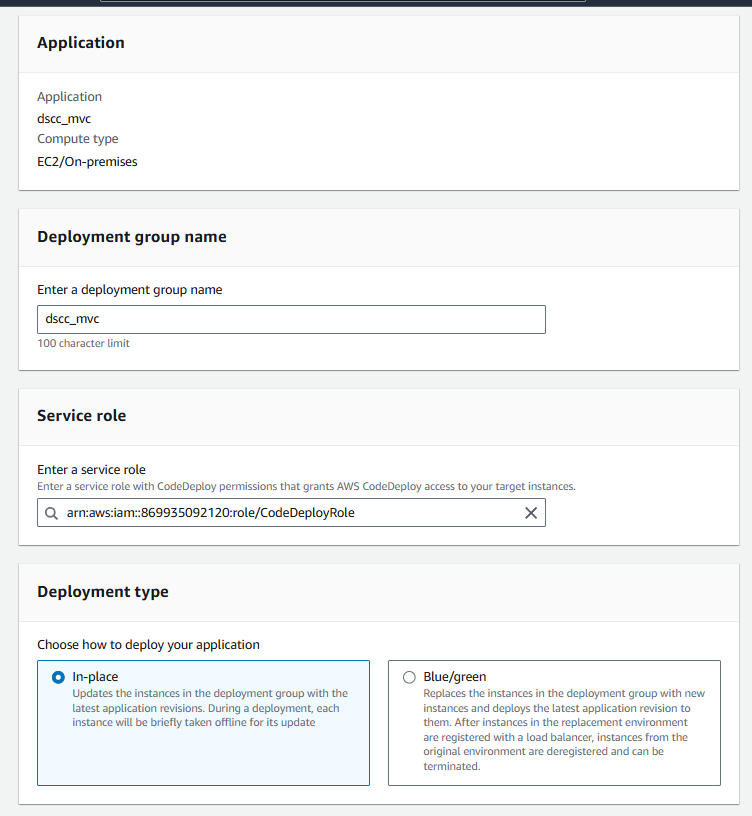 Application
Application
dscc_mvc
Compute type
EC2/On-premises
Deployment group name
Enter a deployment group name
dscc_mvc
100 character limit
Service role
Enter a service role
Enter a service role with CodeDeploy permissions that grants AWS CodeDeploy access to your target instances.
arn:aws:iam::869935092120:role/CodeDeployRole
Deployment type
Choose how to deploy your application
In-place
Updates the instances in the deployment group with the
latest application revisions. During a deployment, each
instance will be briefly taken offline for its update
Blue/green
Replaces the instances in the deployment group with new
instances and deploys the latest application revision to
them. After instances in the replacement environment
are registered with a load balancer, instances from the
original environment are deregistered and can be
terminated.